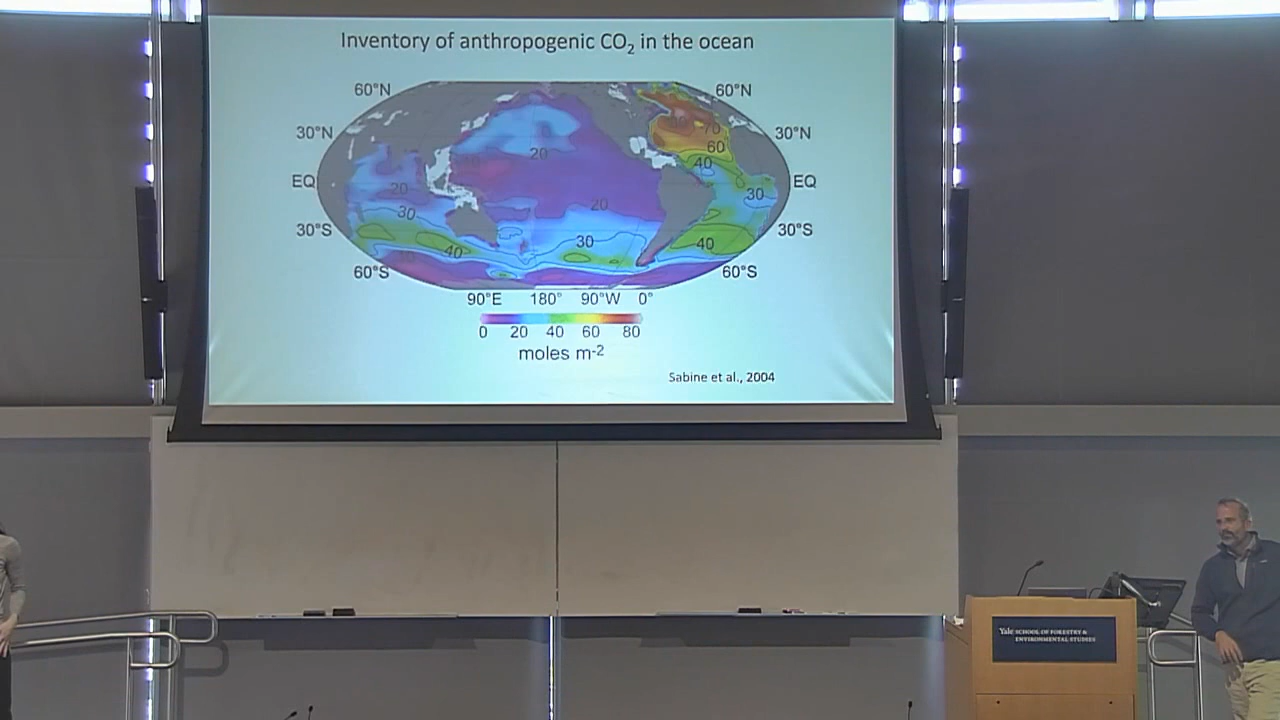 Inventory of anthropogenic CO₂ in the ocean
60°N 60°N
30°N 30°N
EQ EQ
30°S 30°S
60°S 60°S
70
60
40
20
20
30
20
30
30
40
40
90°E 180° 90°W 0°
0 20 40 60 80
moles m-2
Sabine et al., 2004
Yale SCHOOL OF FORESTRY &
ENVIRONMENTAL STUDIES